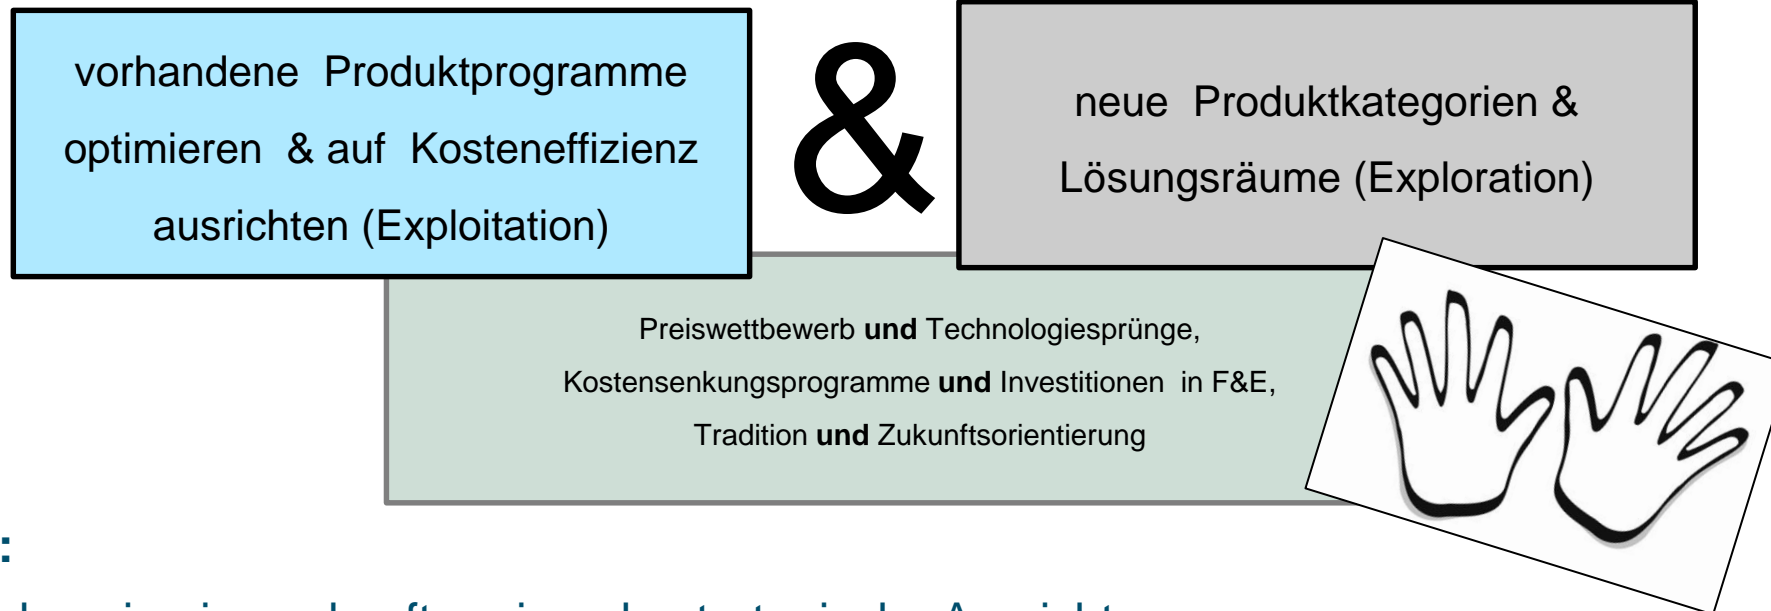 vorhandene Produktprogramme
optimieren & auf Kosteneffizienz
ausrichten (Exploitation)
&
neue Produktkategorien &
Lösungsräume (Exploration)
Preiswettbewerb und Technologiesprünge,
Kostensenkungsprogramme und Investitionen in F&E,
Tradition und Zukunftsorientierung
: